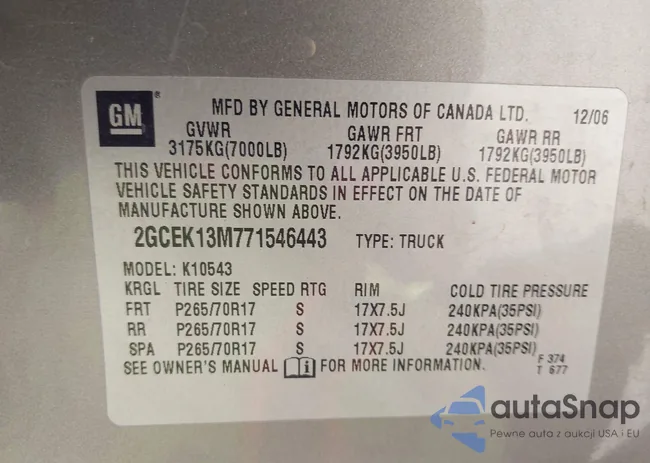 GM ®
MFD BY GENERAL MOTORS OF CANADA LTD. 12/06
GVWR GAWR FRT GAWR RR
3175KG(7000LB) 1792KG(3950LB) 1792KG(3950LB)
THIS VEHICLE CONFORMS TO ALL APPLICABLE U.S. FEDERAL MOTOR
VEHICLE SAFETY STANDARDS IN EFFECT ON THE DATE OF
MANUFACTURE SHOWN ABOVE.
2GCEK13M771546443 TYPE: TRUCK
MODEL: K10543
KRGL TIRE SIZE SPEED RTG RIM COLD TIRE PRESSURE
FRT P265/70R17 S 17X7.5J 240KPA(35PSI)
RR P265/70R17 S 17X7.5J 240KPA(35PSI)
SPA P265/70R17 S 17X7.5J 240KPA(35PSI)
SEE OWNER'S MANUAL i FOR MORE INFORMATION.
F 374
T 677
autaSnap
Pewne auta z aukcji USA i EU